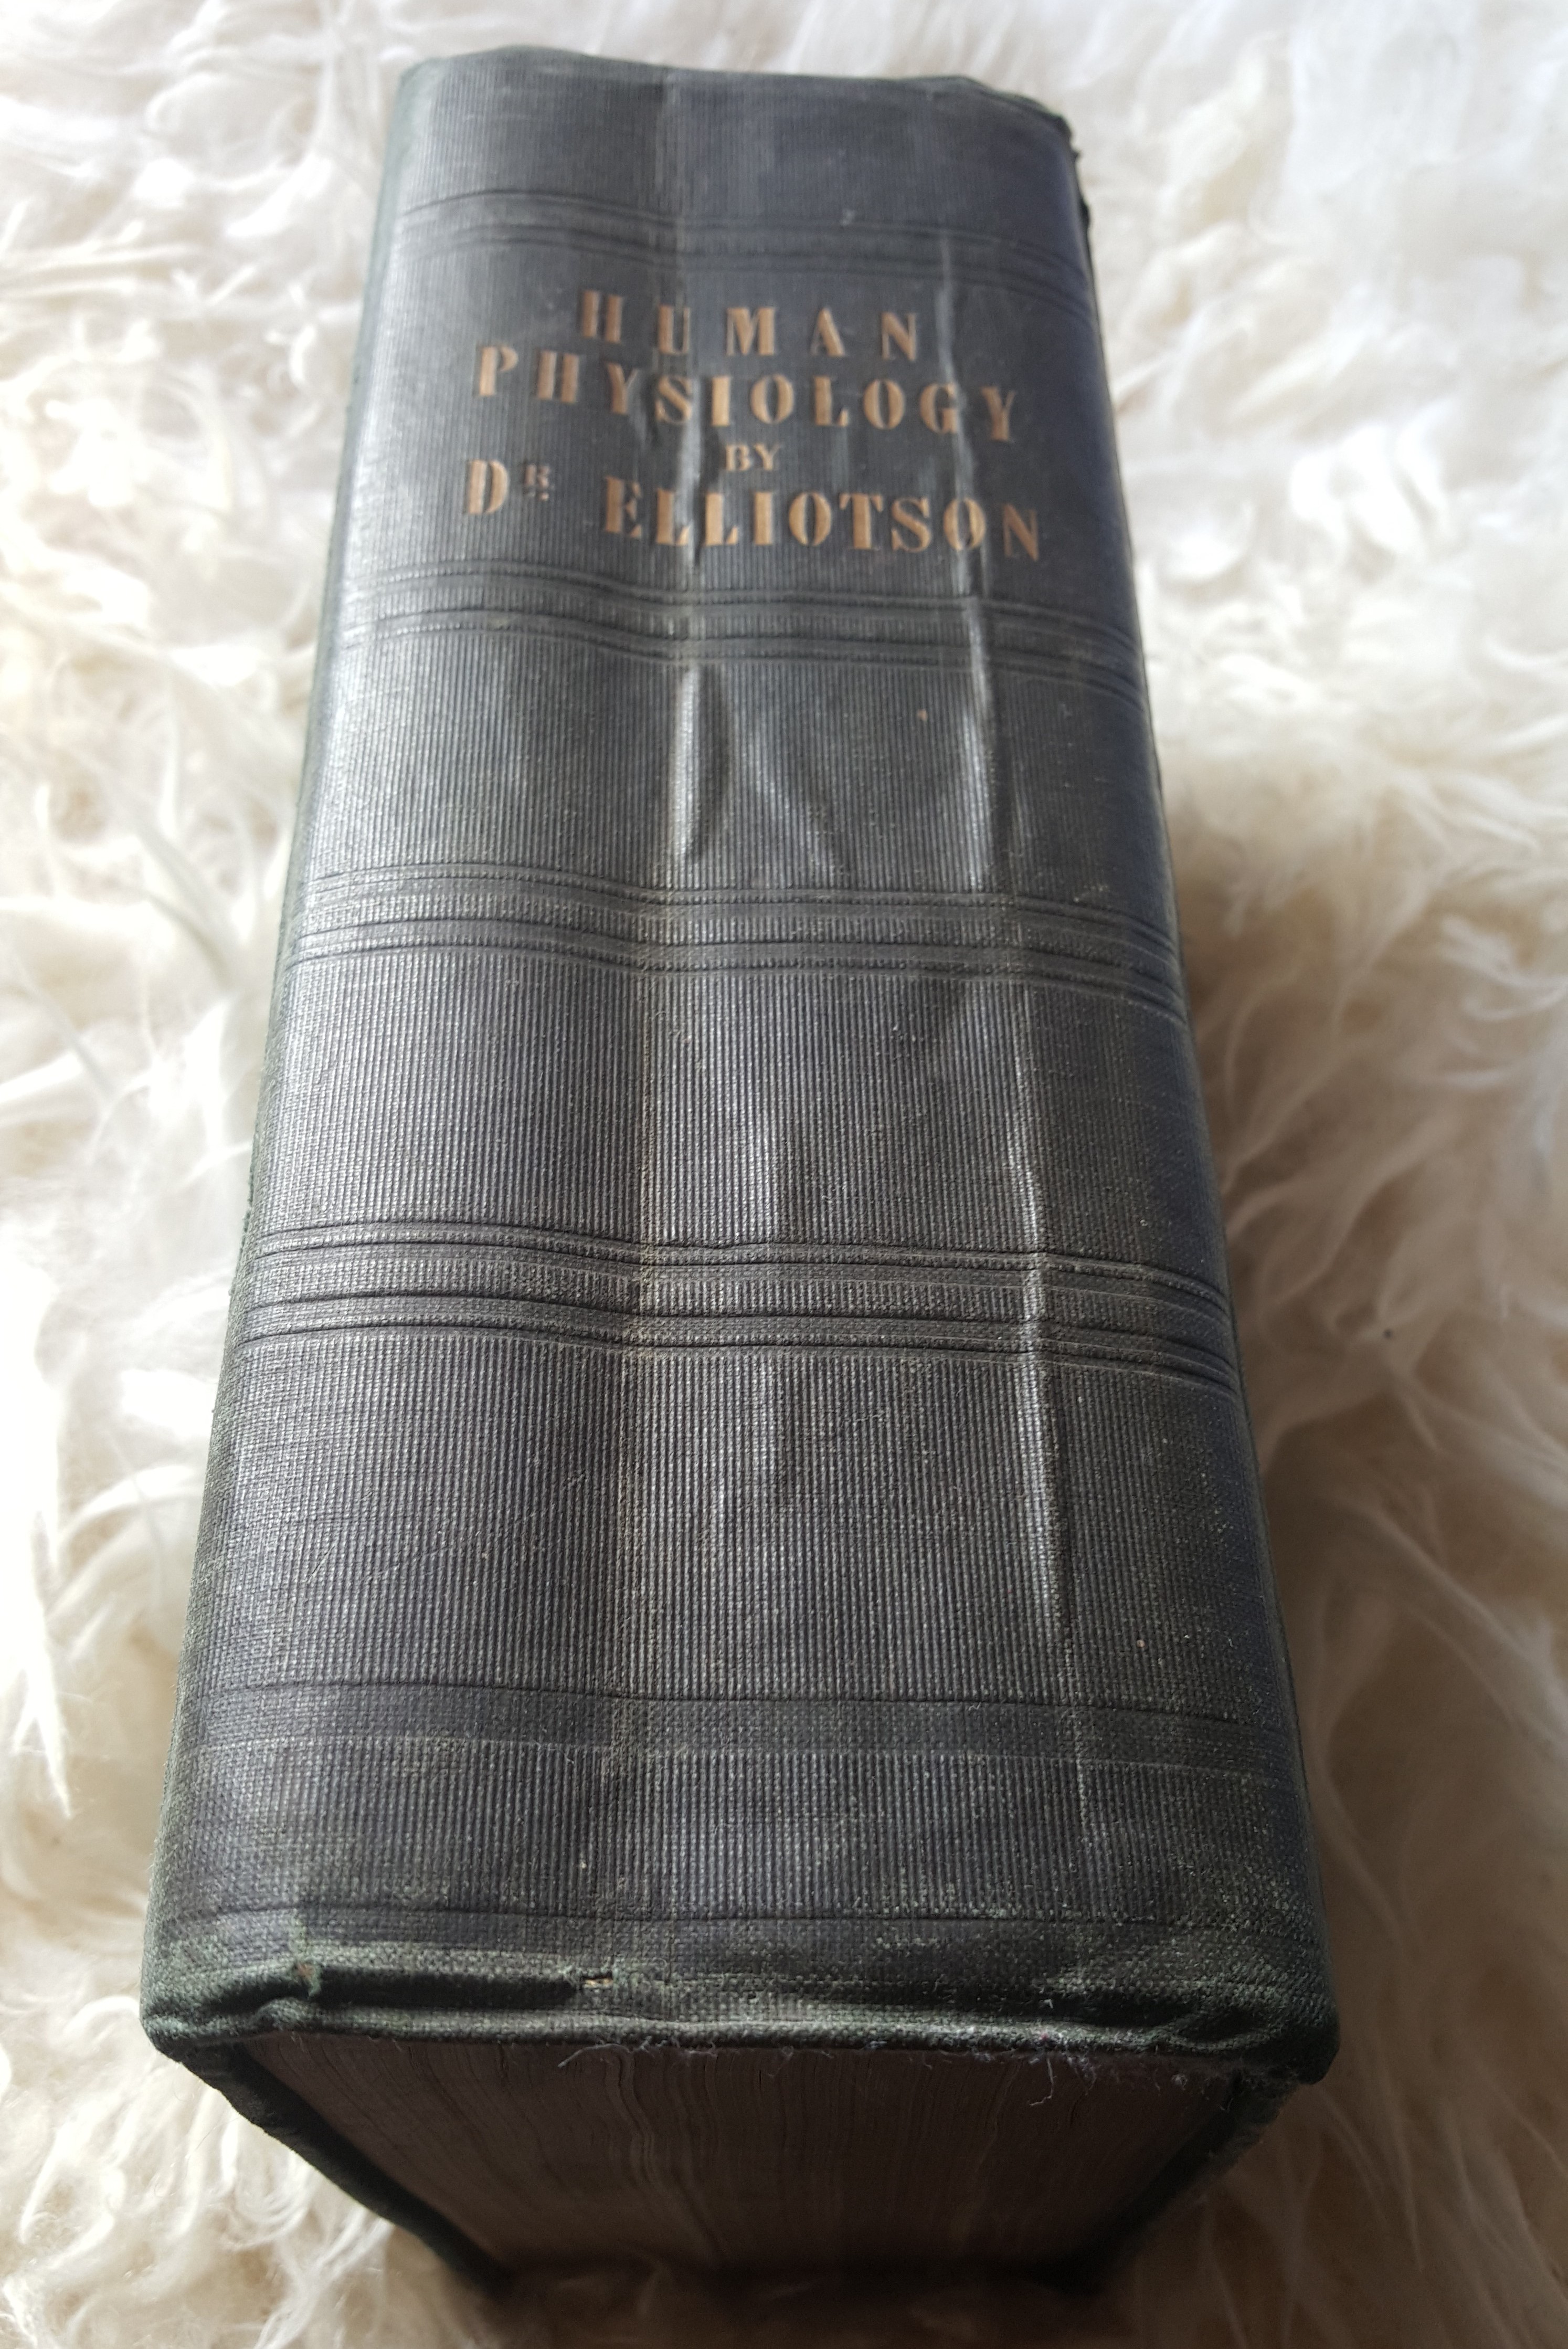 HUMAN
PHYSIOLOGY
BY
DR. ELLIOTSON